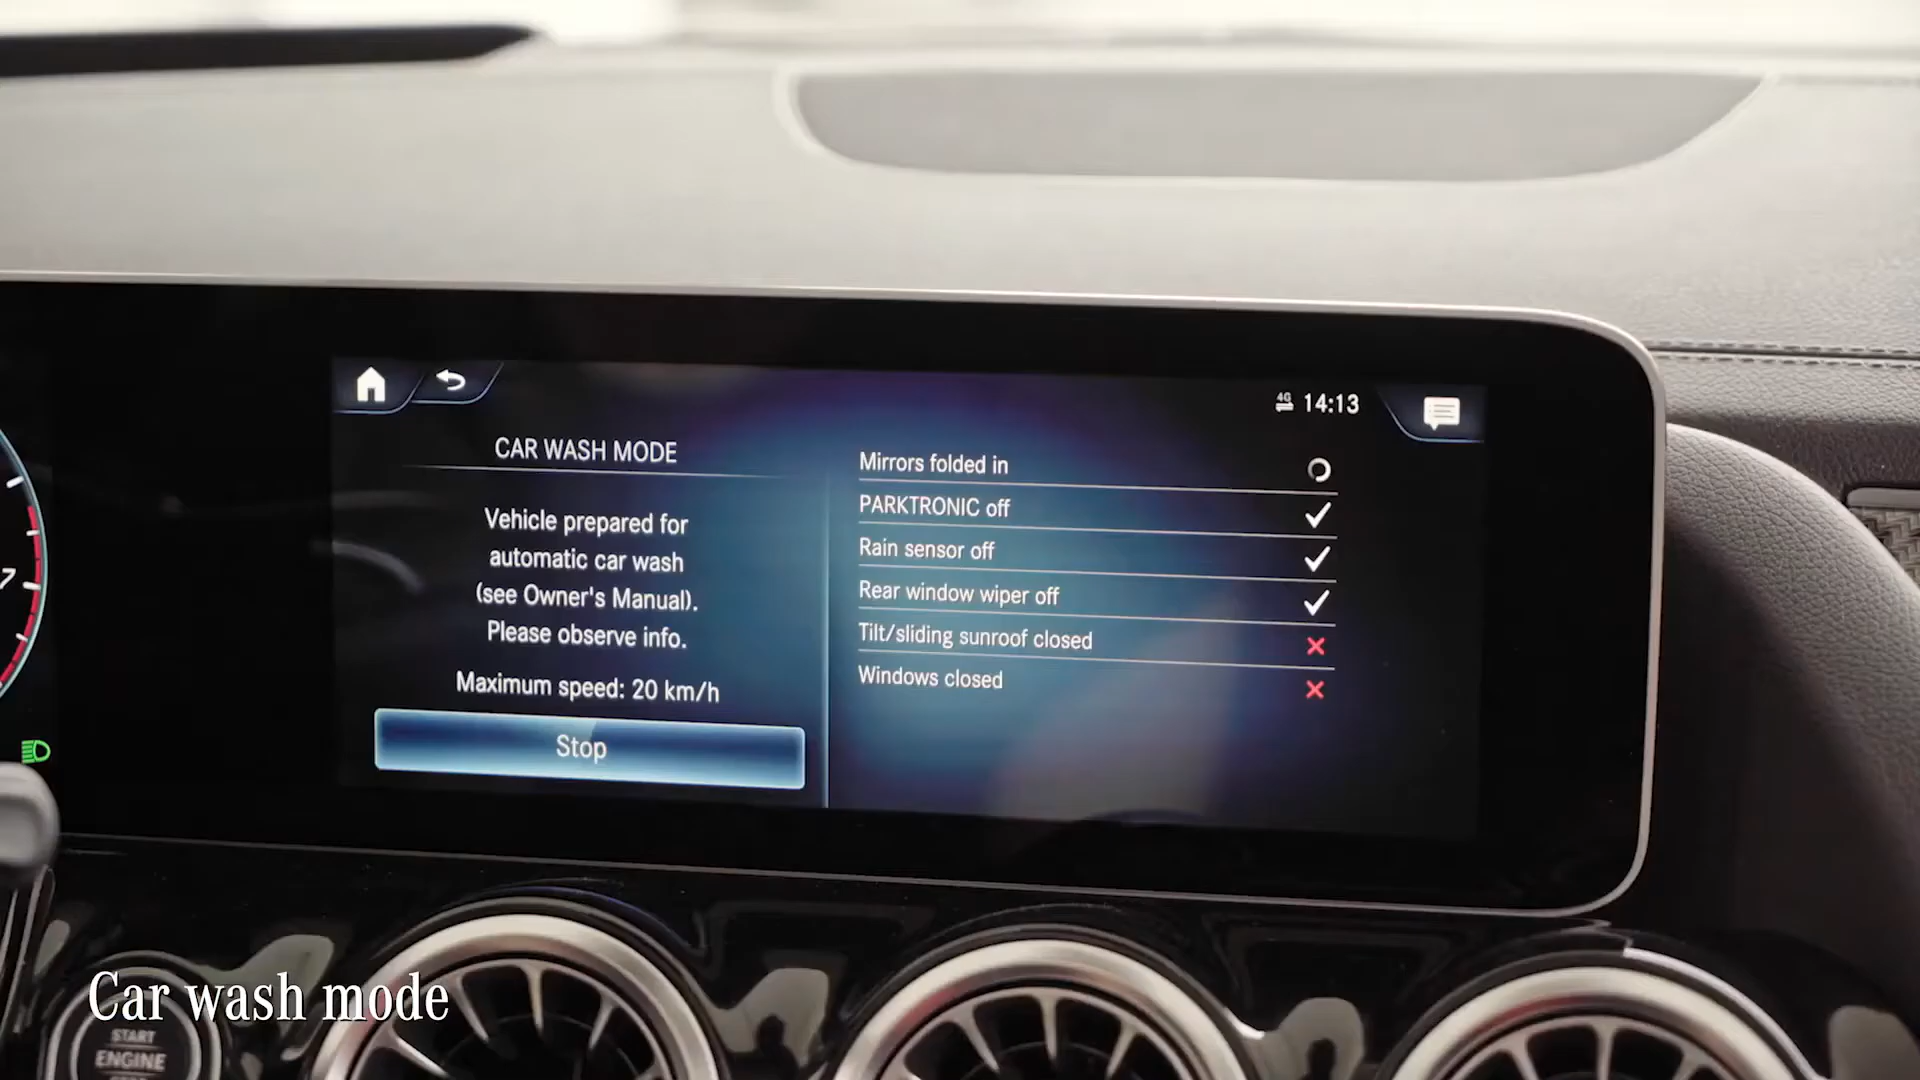 4G 14:13
CAR WASH MODE
Vehicle prepared for
automatic car wash
(see Owner's Manual).
Please observe info.
Maximum speed: 20 km/h
Stop
Mirrors folded in
PARKTRONIC off
Rain sensor off
Rear window wiper off
Tilt/sliding sunroof closed
Windows closed
7
Car wash mode
START
ENGINE